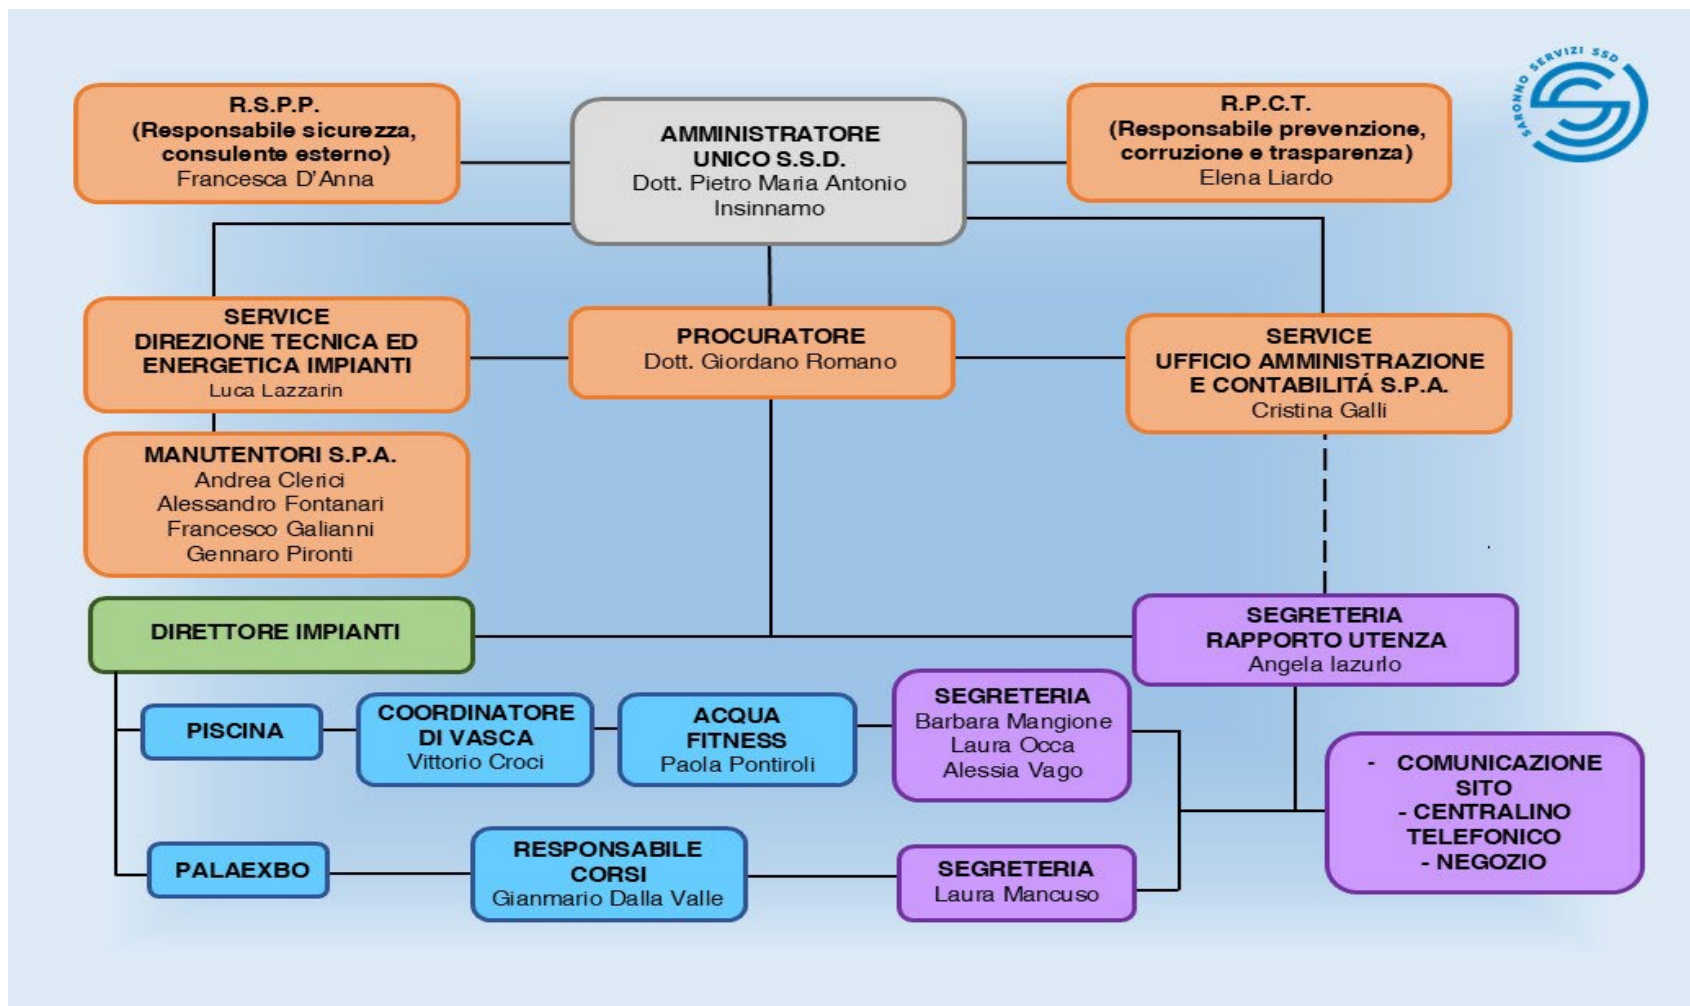 SARONNO SERVIZI SSD
R.S.P.P.
(Responsabile sicurezza,
consulente esterno)
Francesca D'Anna
AMMINISTRATORE
UNICO S.S.D.
Dott. Pietro Maria Antonio
Insinnamo
R.P.C.T.
(Responsabile prevenzione,
corruzione e trasparenza)
Elena Liardo
SERVICE
DIREZIONE TECNICA ED
ENERGETICA IMPIANTI
Luca Lazzarin
PROCURATORE
Dott. Giordano Romano
SERVICE
UFFICIO AMMINISTRAZIONE
E CONTABILITÁ S.P.A.
Cristina Galli
MANUTENTORI S.P.A.
Andrea Clerici
Alessandro Fontanari
Francesco Galianni
Gennaro Pironti
DIRETTORE IMPIANTI
SEGRETERIA
RAPPORTO UTENZA
Angela Iazurlo
PISCINA
COORDINATORE
DI VASCA
Vittorio Croci
ACQUA
FITNESS
Paola Pontiroli
SEGRETERIA
Barbara Mangione
Laura Occa
Alessia Vago
- COMUNICAZIONE
SITO
- CENTRALINO
TELEFONICO
- NEGOZIO
PALAEXBO
RESPONSABILE
CORSI
Gianmario Dalla Valle
SEGRETERIA
Laura Mancuso